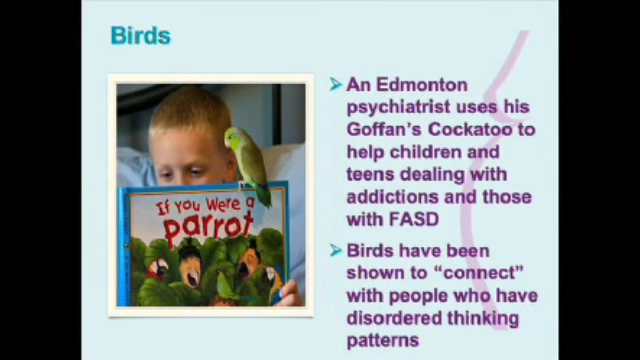 Birds
If You Were a
parrot
➢ An Edmonton
psychiatrist uses his
Goffan's Cockatoo to
help children and
teens dealing with
addictions and those
with FASD
➢ Birds have been
shown to "connect"
with people who have
disordered thinking
patterns